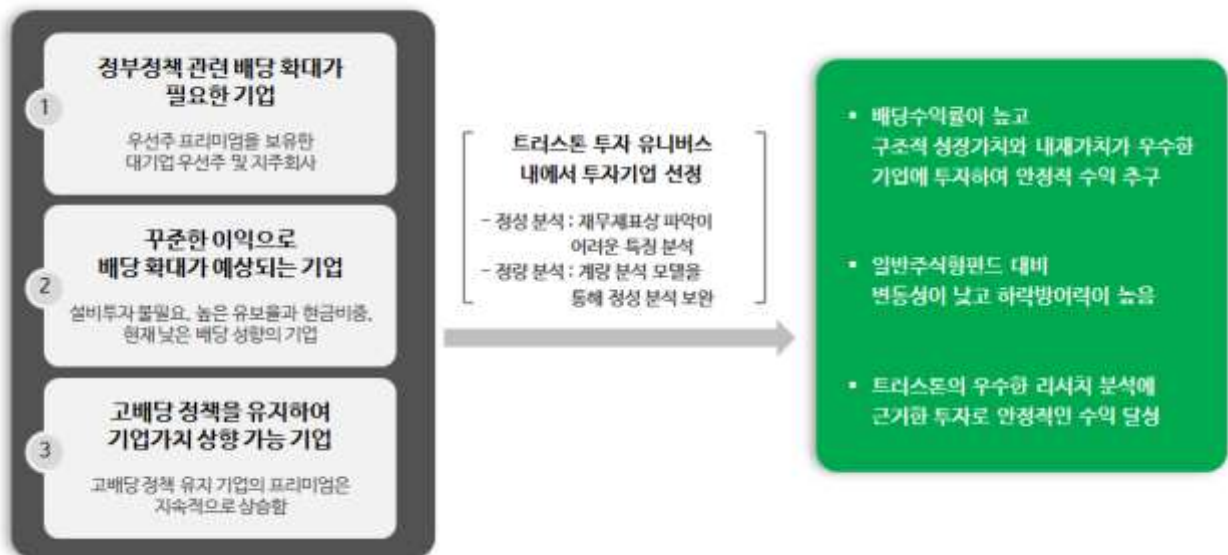 정부정책 관련 배당 확대가
필요한 기업
1
우선주 프리미엄을 보유한
대기업 우선주 및 지주회사
꾸준한 이익으로
배당 확대가 예상되는 기업
2
설비투자 불필요, 높은 유보율과 현금비중,
현재 낮은 배당 성향의 기업
고배당 정책을 유지하여
기업가치 상향 가능 기업
3
고배당 정책 유지 기업의 프리미엄은
지속적으로 상승함
트러스톤 투자 유니버스
내에서 투자기업 선정
- 정성 분석 : 재무제표상 파악이
어려운 특징 분석
- 정량 분석 : 계량 분석 모델을
통해 정성 분석 보완
▪ 배당수익률이 높고
구조적 성장가치와 내재가치가 우수한
기업에 투자하여 안정적 수익 추구
▪ 일반주식형펀드 대비
변동성이 낮고 하락방어력이 높음
▪ 트러스톤의 우수한 리서치 분석에
근거한 투자로 안정적인 수익 달성